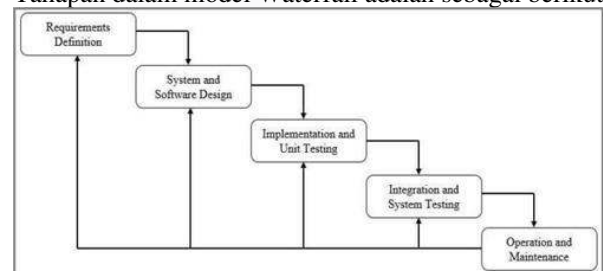 Tahapan dalam model Waterfall adalah sebagai berikut
Requirements
Definition
System and
Software Design
Implementation and
Unit Testing
Integration and
System Testing
Operation and
Maintenance